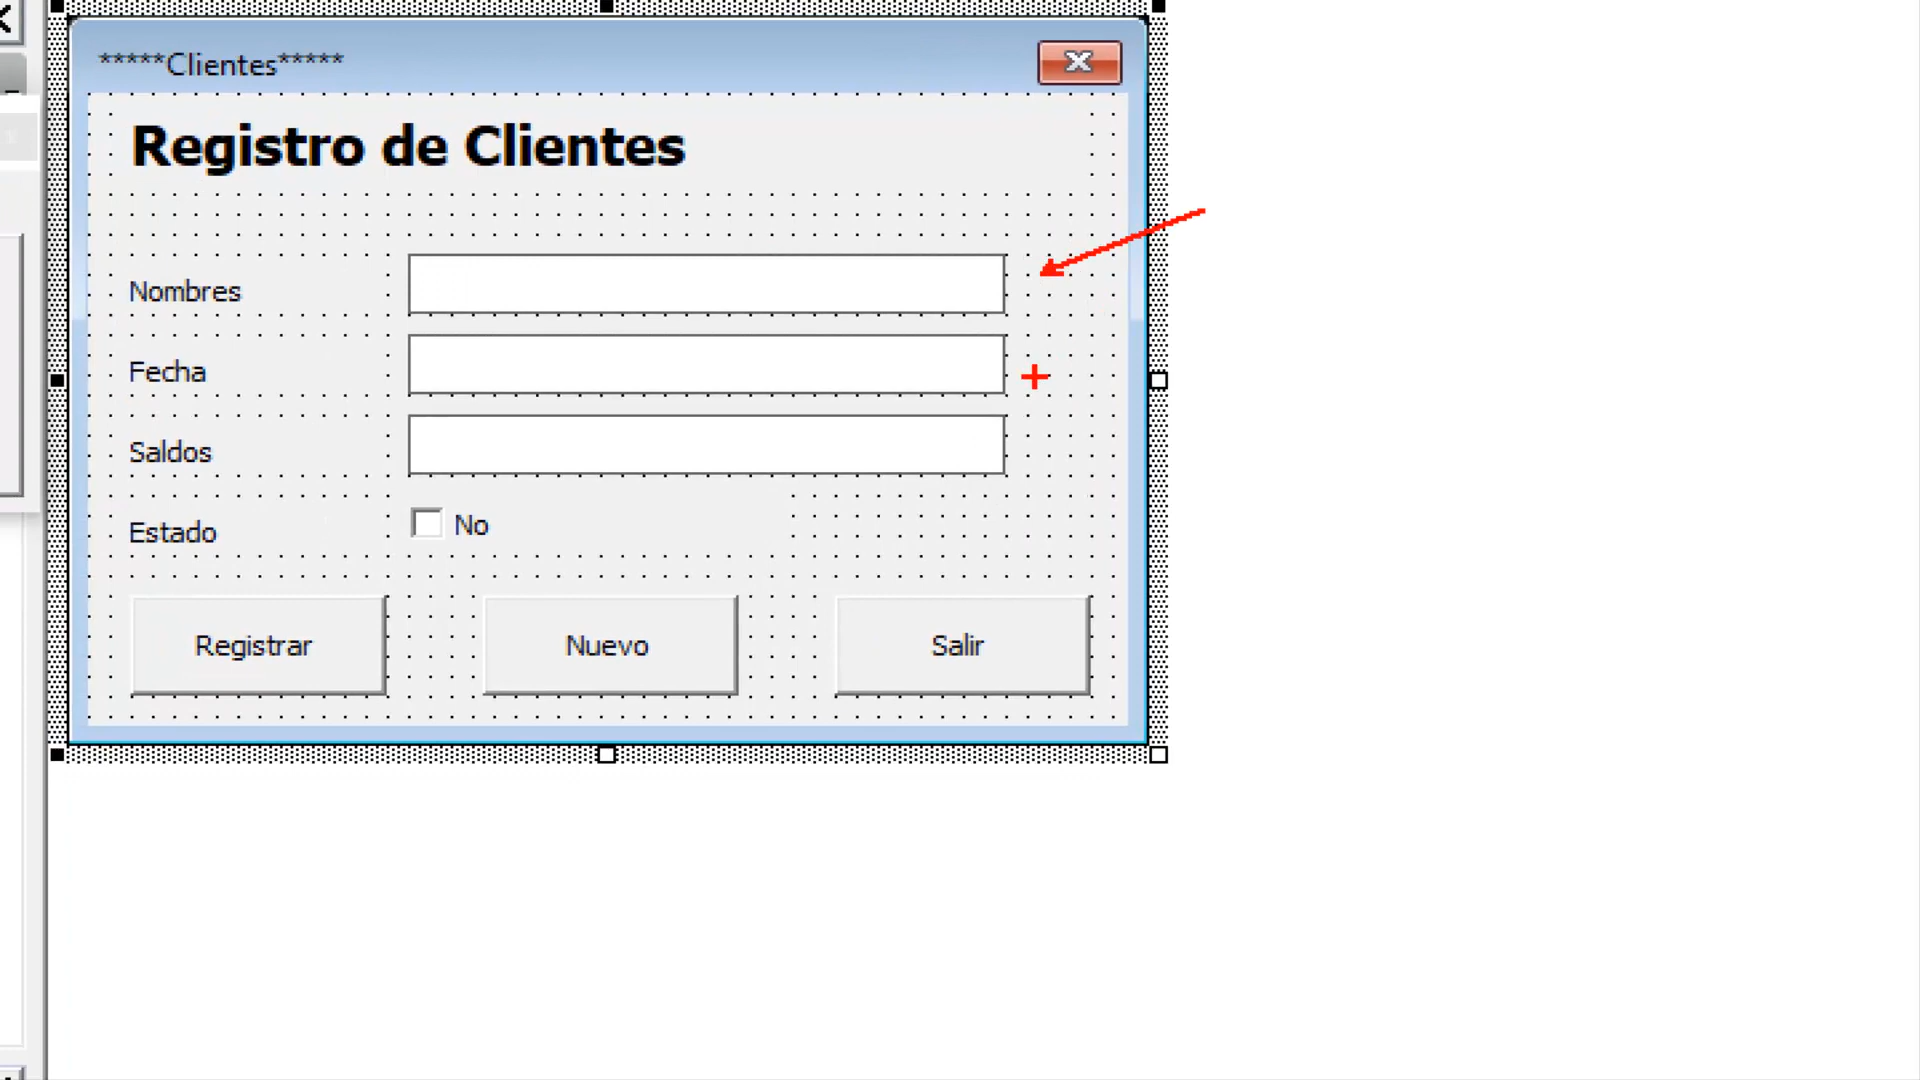 *****Clientes*****
Registro de Clientes
Nombres
Fecha
Saldos
Estado
No
Registrar
Nuevo
Salir